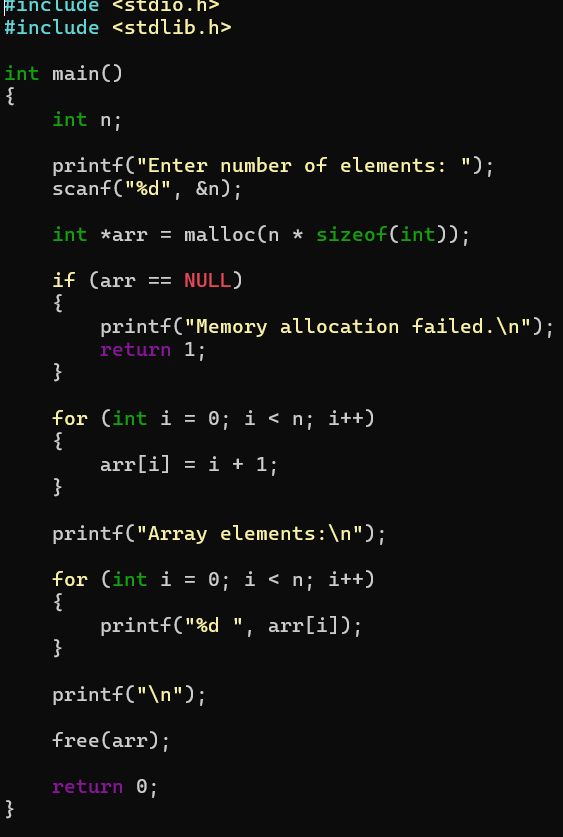 #include <stdio.h>
#include <stdlib.h>

int main()
{
    int n;

    printf("Enter number of elements: ");
    scanf("%d", &n);

    int *arr = malloc(n * sizeof(int));

    if (arr == NULL)
    {
        printf("Memory allocation failed.\n");
        return 1;
    }

    for (int i = 0; i < n; i++)
    {
        arr[i] = i + 1;
    }

    printf("Array elements:\n");

    for (int i = 0; i < n; i++)
    {
        printf("%d ", arr[i]);
    }

    printf("\n");

    free(arr);

    return 0;
}